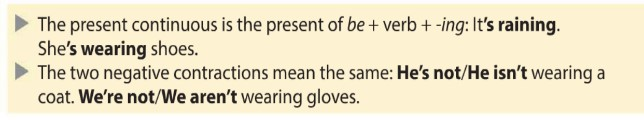 ▶ The present continuous is the present of be + verb + -ing: It's raining.
She's wearing shoes.
▶ The two negative contractions mean the same: He's not/He isn't wearing a
coat. We're not/We aren't wearing gloves.